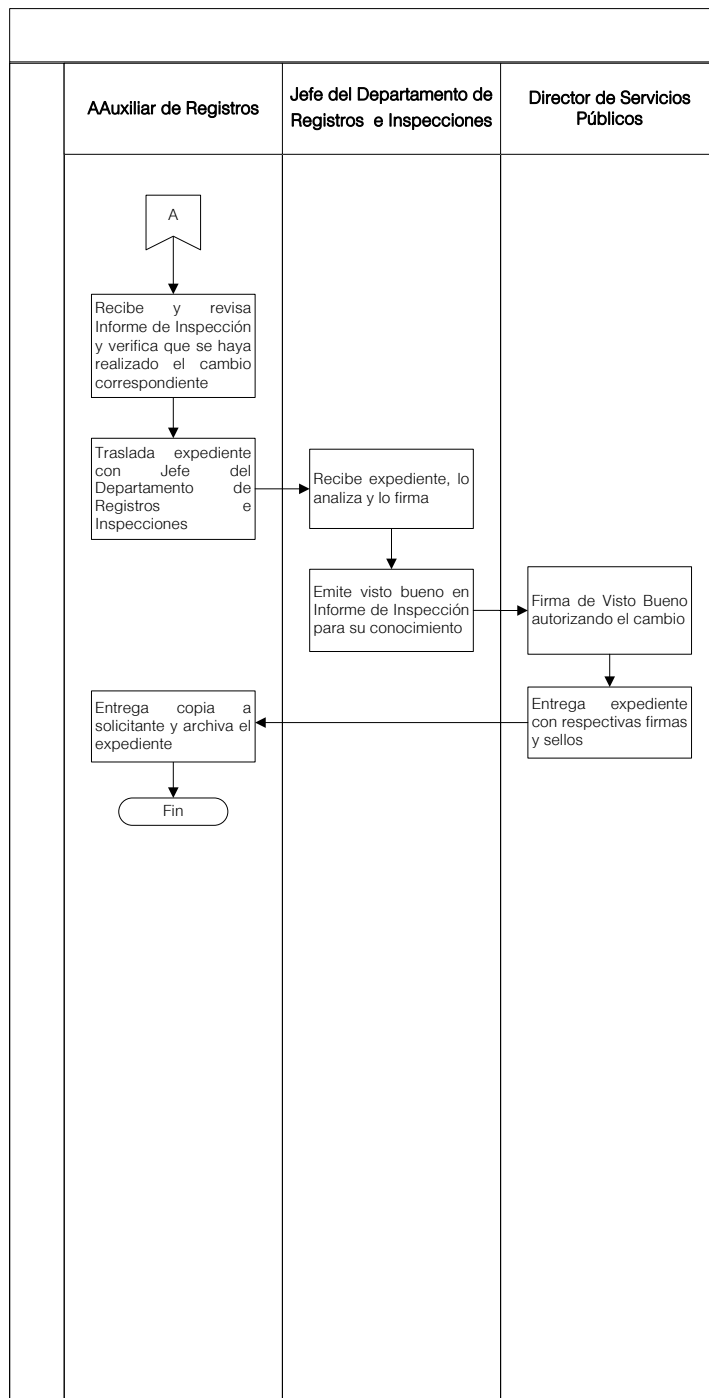 AAuxiliar de Registros
Jefe del Departamento de
Registros e Inspecciones
Director de Servicios
Públicos
A
Recibe y revisa
Informe de Inspección
y verifica que se haya
realizado el cambio
correspondiente
Traslada expediente
con Jefe del
Departamento de
Registros e
Inspecciones
Recibe expediente, lo
analiza y lo firma
Emite visto bueno en
Informe de Inspección
para su conocimiento
Firma de Visto Bueno
autorizando el cambio
Entrega expediente
con respectivas firmas
y sellos
Entrega copia a
solicitante y archiva el
expediente
Fin